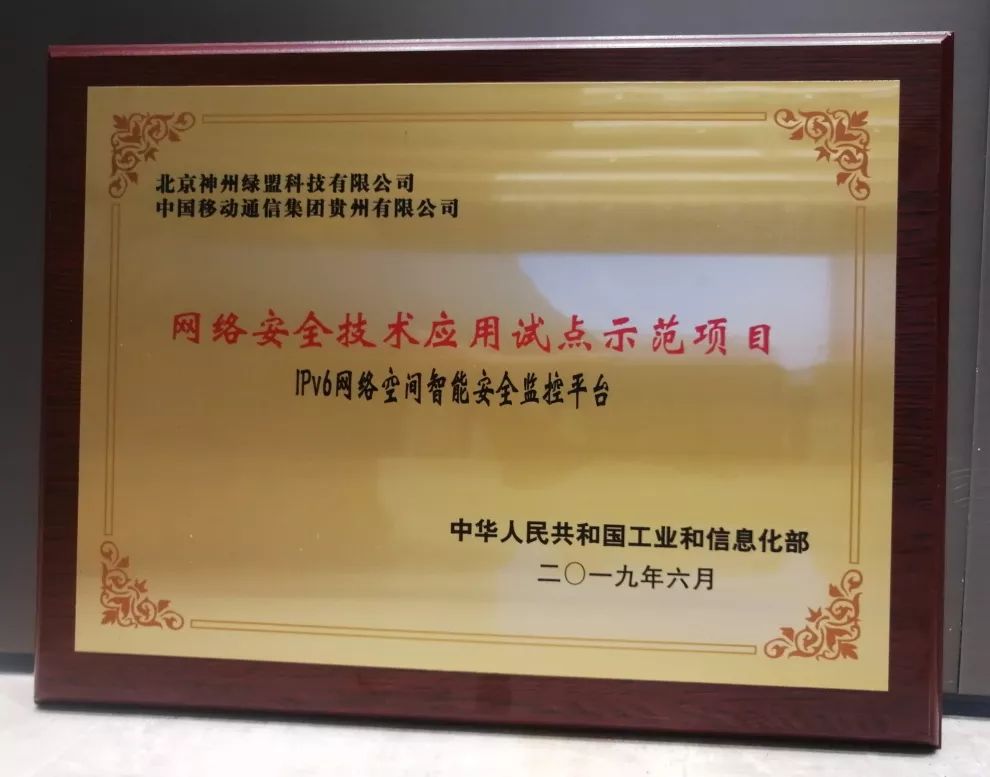 北京神州绿盟科技有限公司
中国移动通信集团贵州有限公司
网络安全技术应用试点示范项目
IPv6网络空间智能安全监控平台
中华人民共和国工业和信息化部
二〇一九年六月